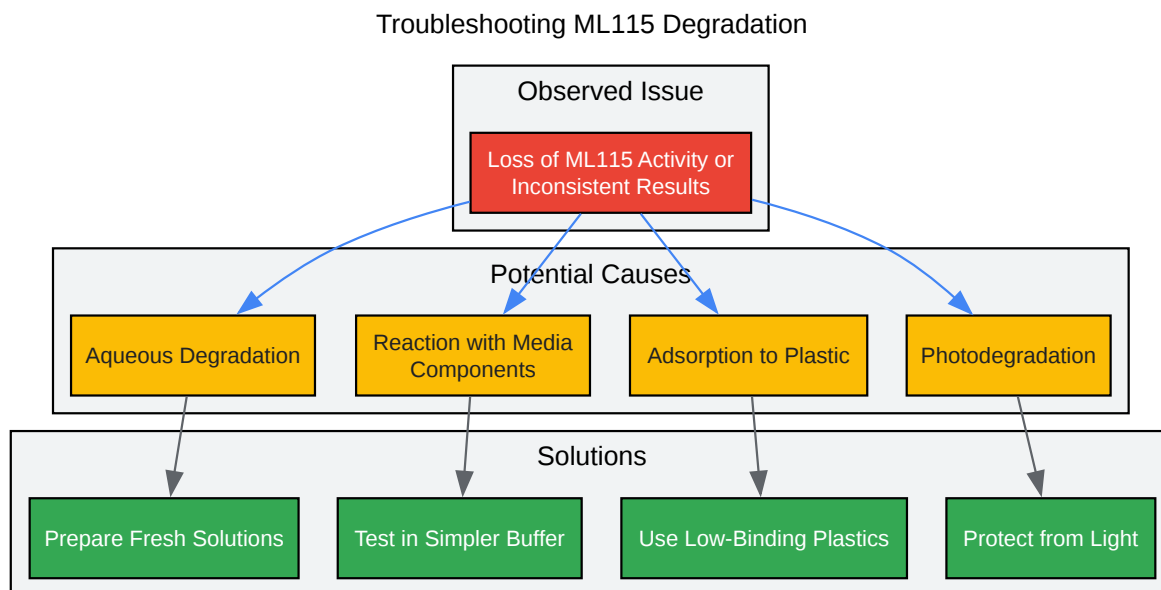 Troubleshooting ML115 Degradation
Observed Issue
Loss of ML115 Activity or
Inconsistent Results
Potential Causes
Aqueous Degradation
Reaction with Media
Components
Adsorption to Plastic
Photodegradation
Solutions
Prepare Fresh Solutions
Test in Simpler Buffer
Use Low-Binding Plastics
Protect from Light